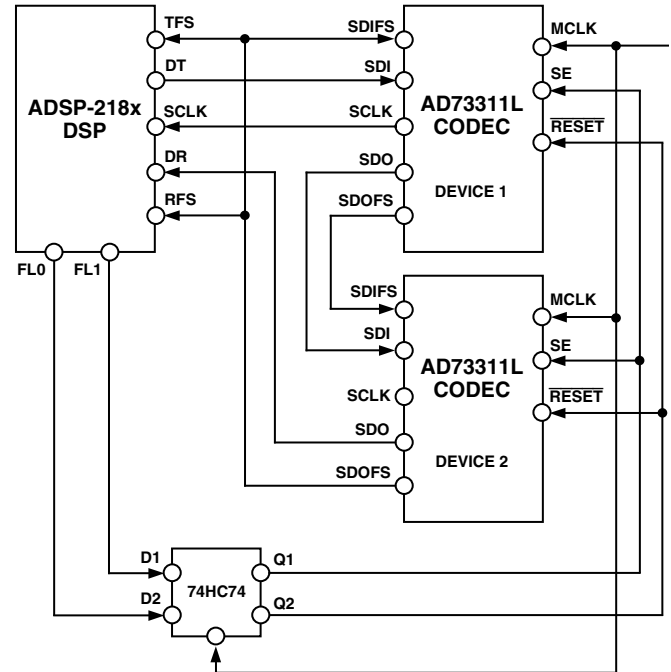 TFS
DT
SCLK
DR
RFS
ADSP-218x
DSP
FL0
FL1
SDIFS
SDI
SCLK
SDO
SDOFS
AD73311L
CODEC
DEVICE 1
MCLK
SE
RESET
SDIFS
SDI
SCLK
SDO
SDOFS
AD73311L
CODEC
DEVICE 2
MCLK
SE
RESET
D1
D2
74HC74
Q1
Q2